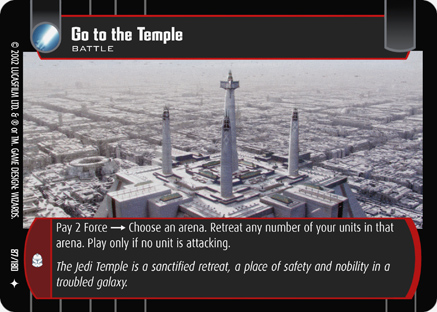 Go to the Temple
BATTLE
Pay 2 Force → Choose an arena. Retreat any number of your units in that
arena. Play only if no unit is attacking.
The Jedi Temple is a sanctified retreat, a place of safety and nobility in a
troubled galaxy.
© 2002 LUCASFILM LTD. & ® or TM. GAME DESIGN: WIZARDS.
87/180